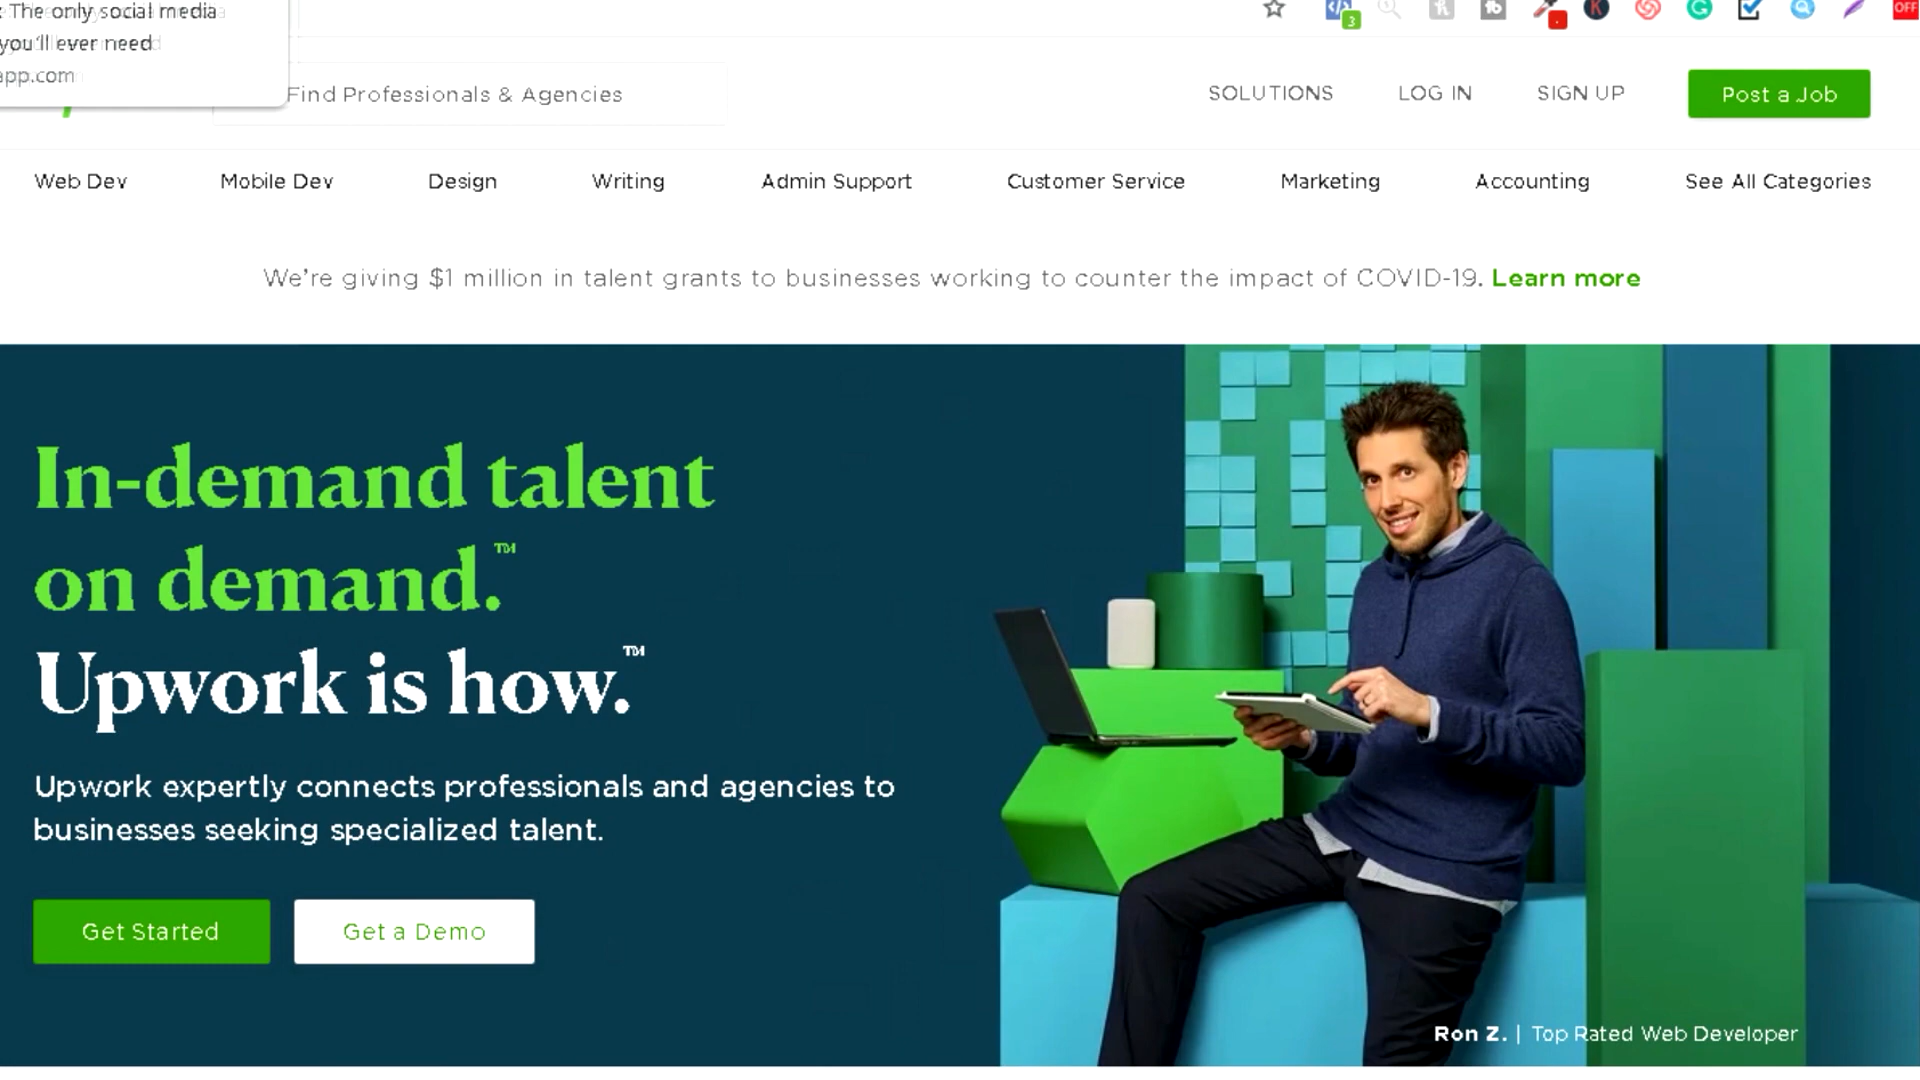 : The only social media
you'll ever need
app.com
3
K
OFF
Find Professionals & Agencies
SOLUTIONS
LOG IN
SIGN UP
Post a Job
Web Dev
Mobile Dev
Design
Writing
Admin Support
Customer Service
Marketing
Accounting
See All Categories
We're giving $1 million in talent grants to businesses working to counter the impact of COVID-19. Learn more
In-demand talent
on demand.™
Upwork is how.™
Upwork expertly connects professionals and agencies to
businesses seeking specialized talent.
Get Started
Get a Demo
Ron Z. | Top Rated Web Developer